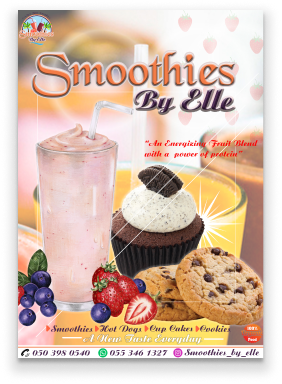 Smoothies
By Elle
"An Energizing Fruit Blend
with a power of protein"
Smoothies Hot Dogs Cup Cakes Cookies
A New Taste Everyday
050 398 0540 055 346 1327 Smoothies_by_elle
100%